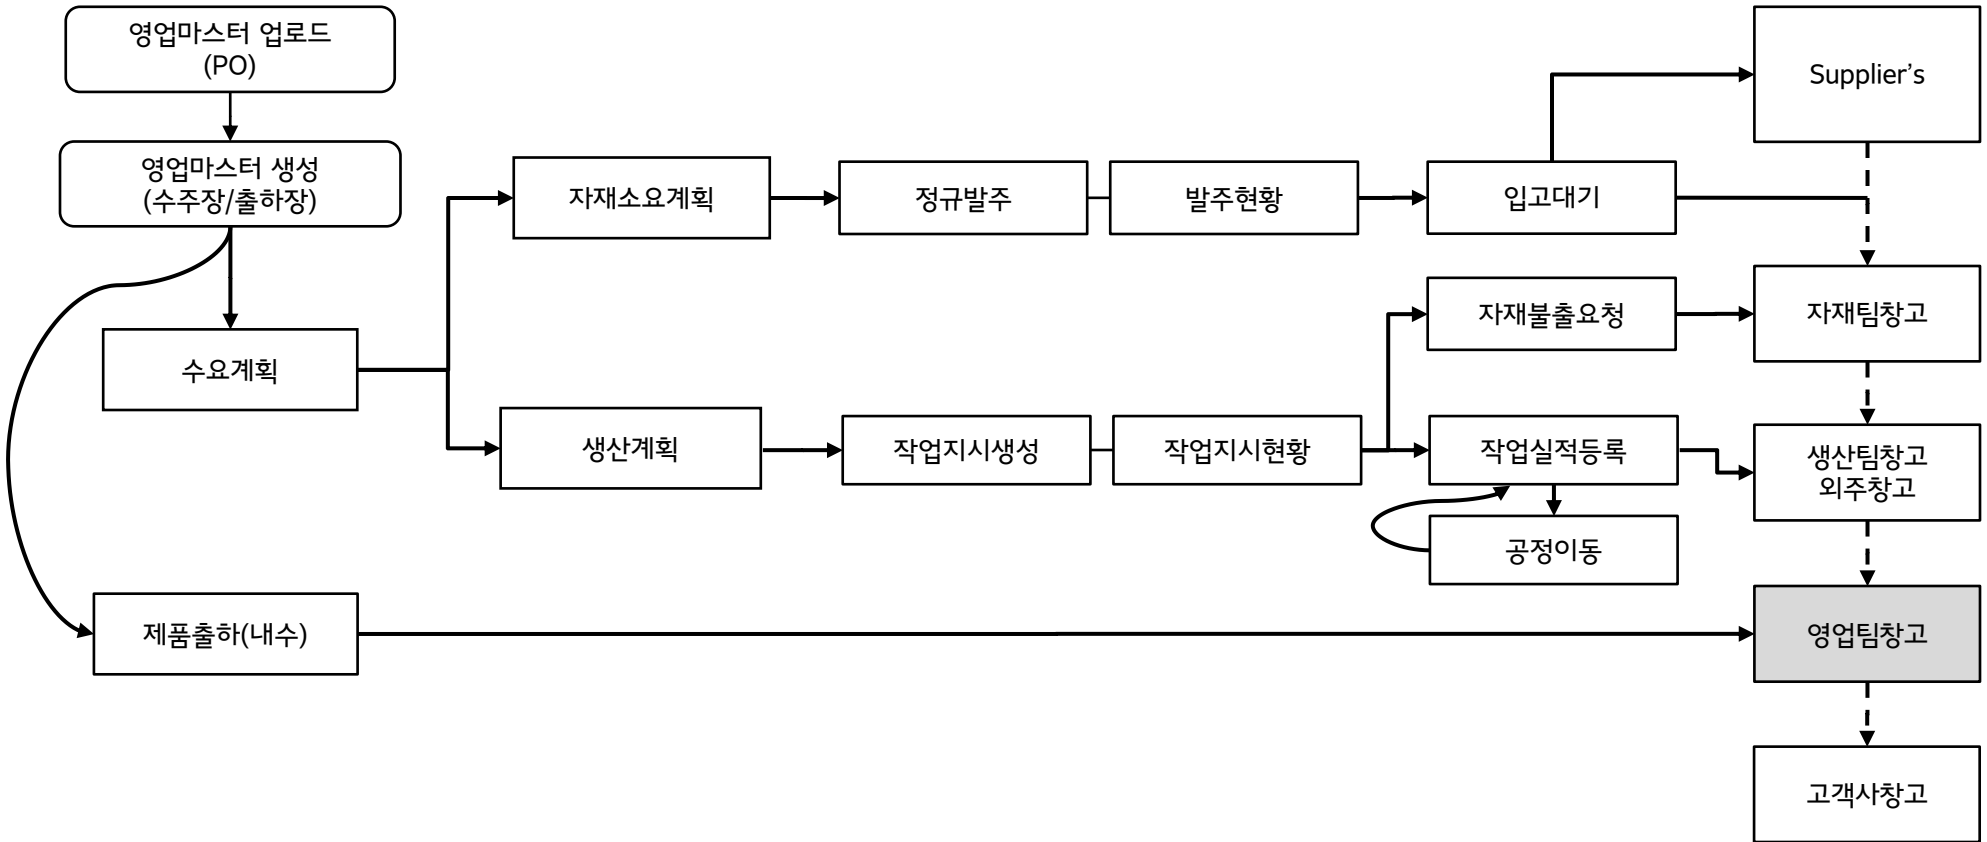 영업마스터 업로드
(PO)
Supplier’s
영업마스터 생성
(수주장/출하장)
자재소요계획
정규발주
발주현황
입고대기
자재불출요청
자재팀창고
수요계획
생산계획
작업지시생성
작업지시현황
작업실적등록
생산팀창고
외주창고
공정이동
제품출하(내수)
영업팀창고
고객사창고